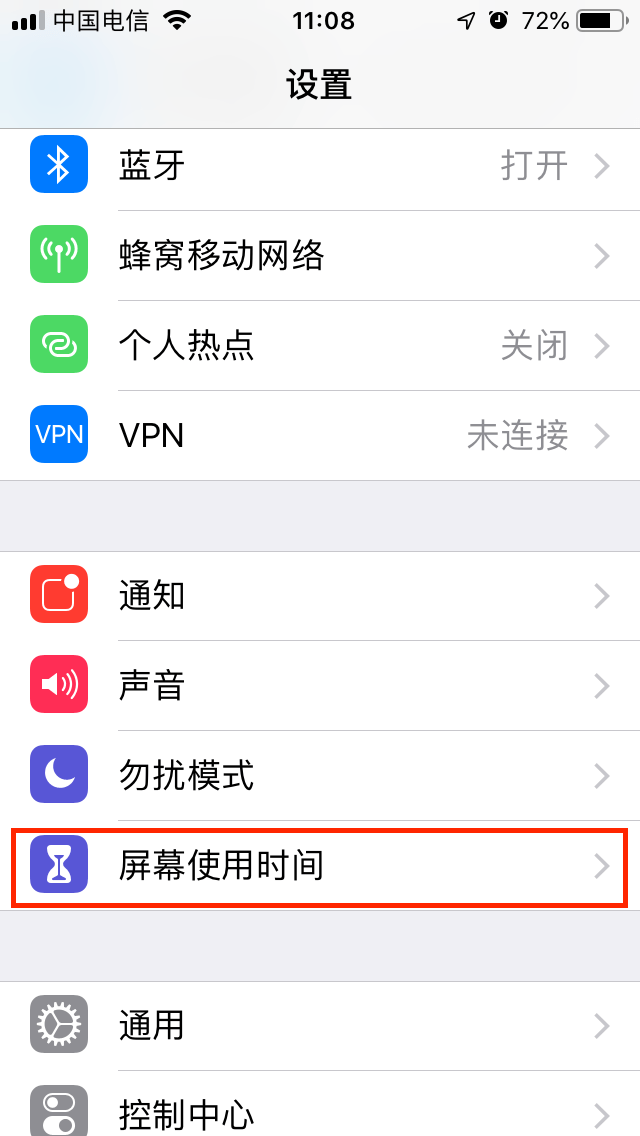 中国电信 11:08 72%
设置
蓝牙 打开
蜂窝移动网络
个人热点 关闭
VPN VPN 未连接
通知
声音
勿扰模式
屏幕使用时间
通用
控制中心